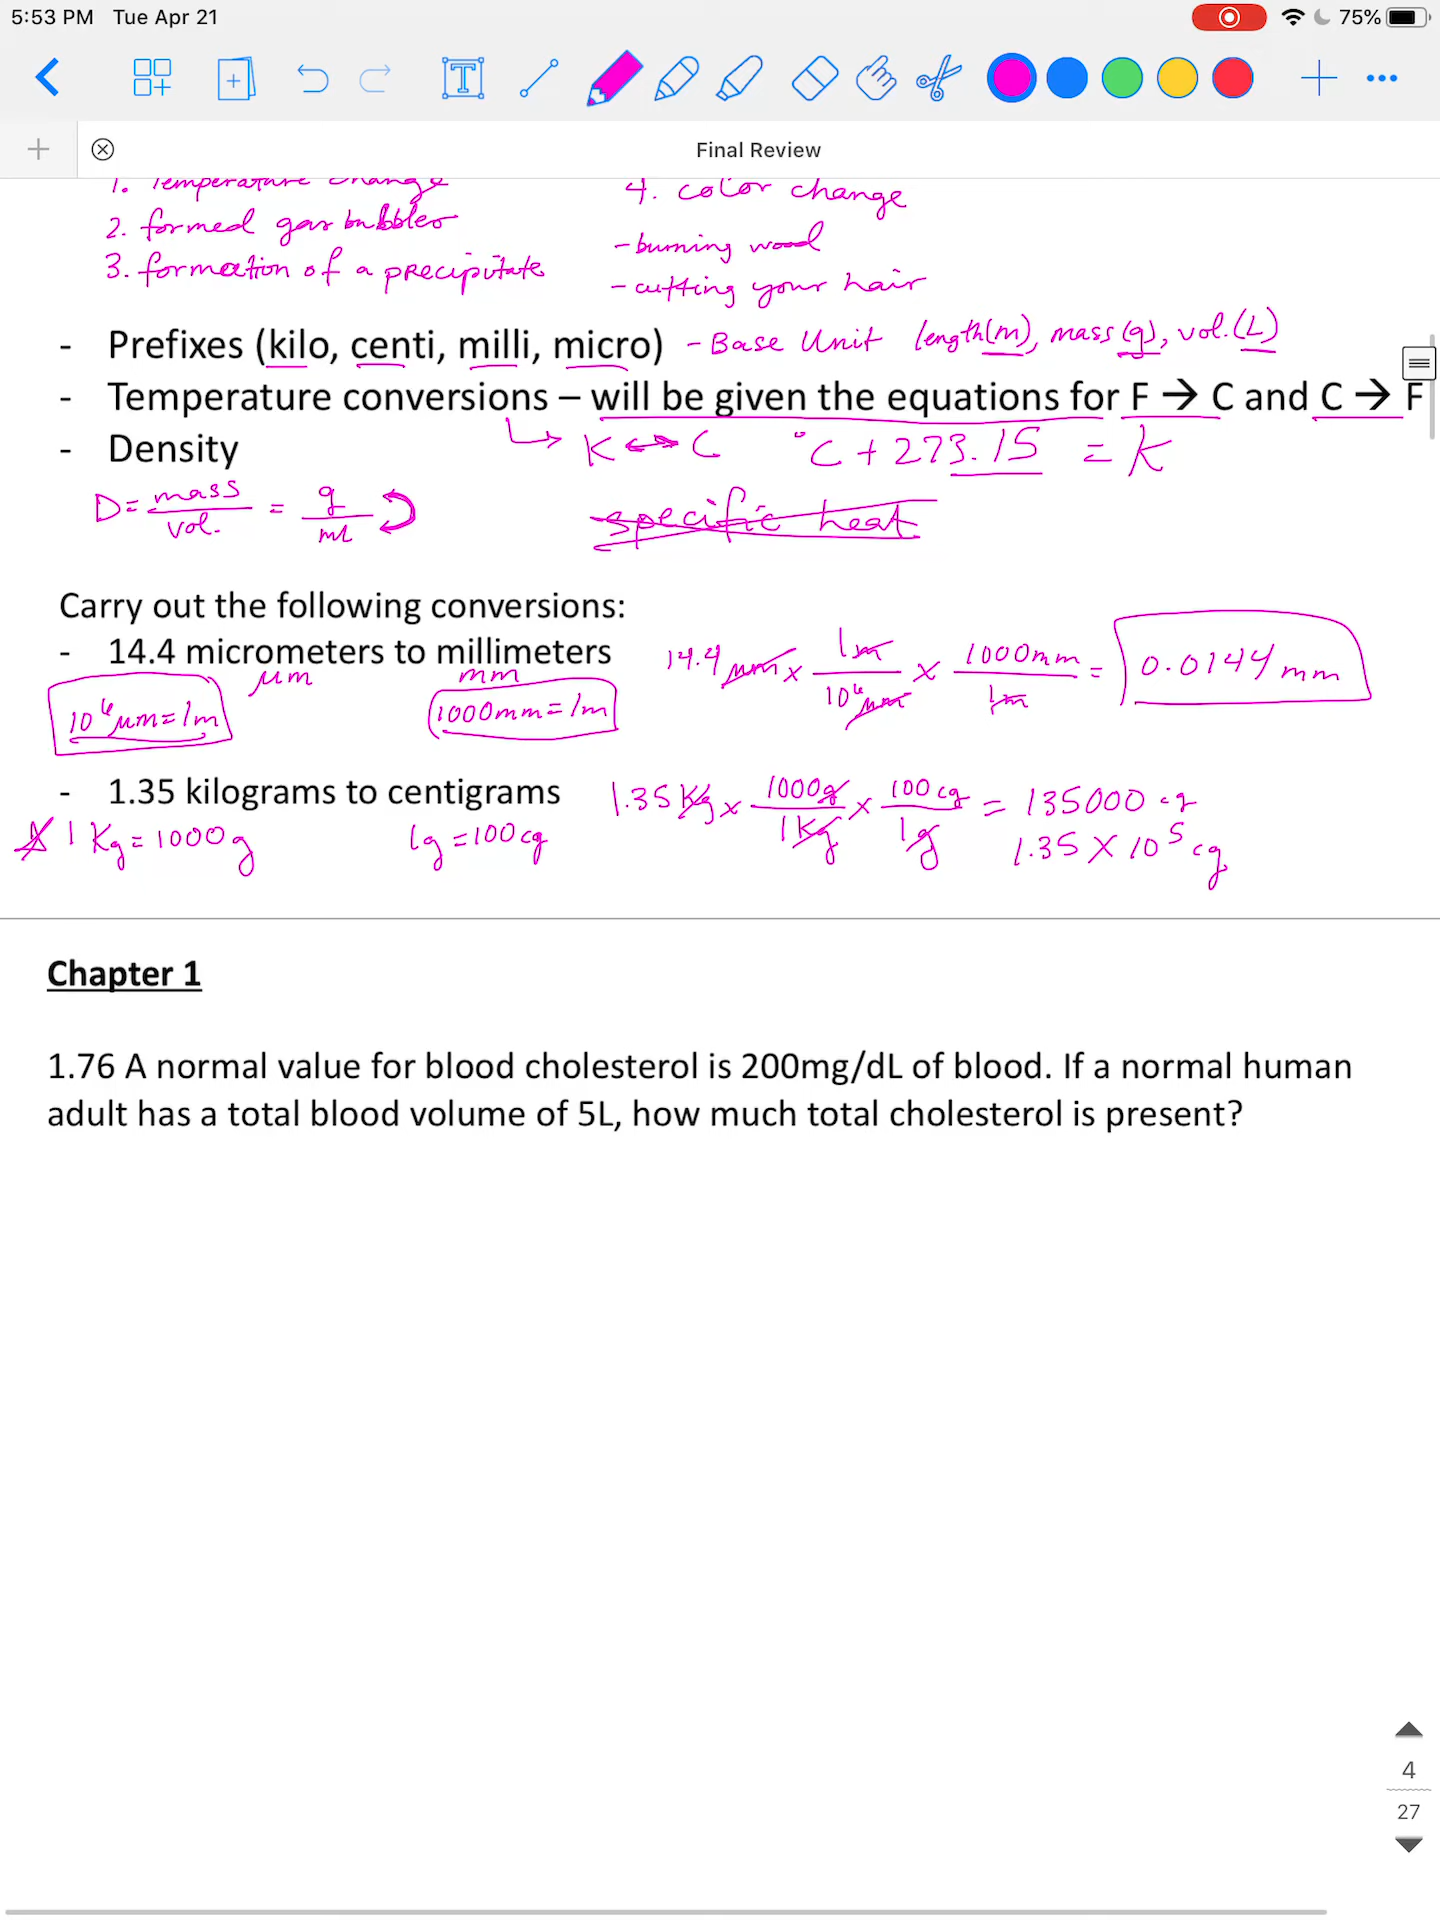 5:53 PM Tue Apr 21
75%
Final Review
1. Temperature change
2. formed gas bubbles
3. formation of a precipitate
4. color change
- burning wood
- cutting your hair
- Prefixes (kilo, centi, milli, micro) - Base Unit length(m), mass(g), vol.(L)
- Temperature conversions – will be given the equations for F → C and C → F
↳ K ↔ C °C + 273.15 = K
- Density
D = mass/vol. = g/ml
specific heat
Carry out the following conversions:
- 14.4 micrometers to millimeters
μm mm
10⁶ μm = 1m 1000mm = 1m
14.4 μm x 1m/10⁶ μm x 1000mm/1m = 0.0144 mm
- 1.35 kilograms to centigrams
1 Kg = 1000g 1g = 100cg
1.35 Kg x 1000g/1Kg x 100cg/1g = 135000 cg
1.35 X 10⁵ cg
Chapter 1
1.76 A normal value for blood cholesterol is 200mg/dL of blood. If a normal human
adult has a total blood volume of 5L, how much total cholesterol is present?
4
27